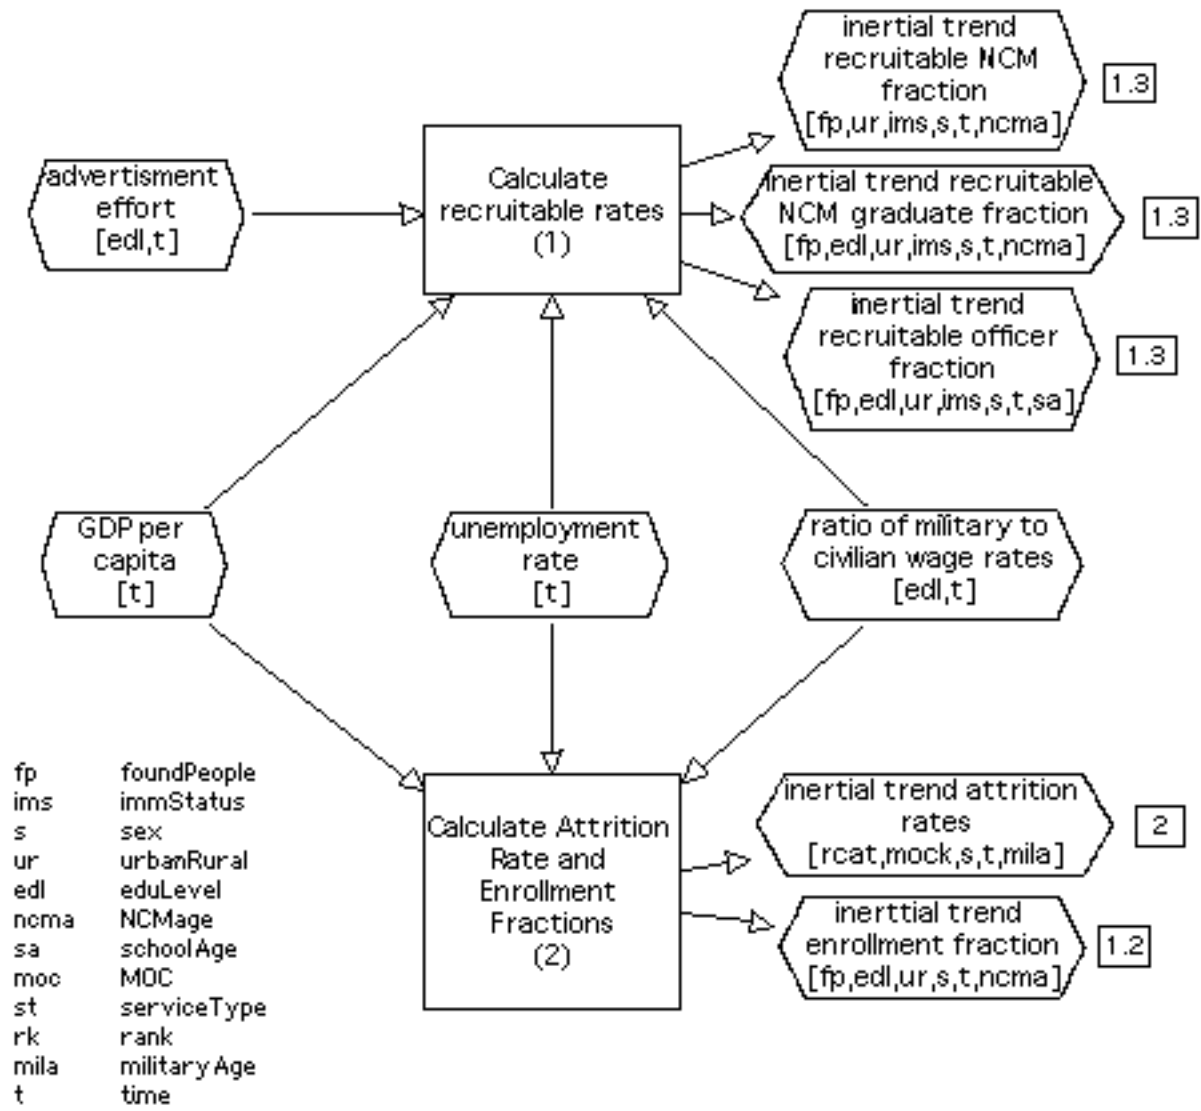 inertial trend
recruitable NCM
fraction
[fp,ur,ims,s,t,ncma]
1.3
advertisment
effort
[edl,t]
Calculate
recruitable rates
(1)
inertial trend recruitable
NCM graduate fraction
[fp,edl,ur,ims,s,t,ncma]
1.3
inertial trend
recruitable officer
fraction
[fp,edl,ur,ims,s,t,sa]
1.3
GDP per
capita
[t]
unemployment
rate
[t]
ratio of military to
civilian wage rates
[edl,t]
Calculate Attrition
Rate and
Enrollment
Fractions
(2)
inertial trend attrition
rates
[rcat,mock,s,t,mila]
2
inerttial trend
enrollment fraction
[fp,edl,ur,s,t,ncma]
1.2
fp foundPeople
ims immStatus
s sex
ur urbanRural
edl eduLevel
ncma NCMage
sa schoolAge
moc MOC
st serviceType
rk rank
mila militaryAge
t time